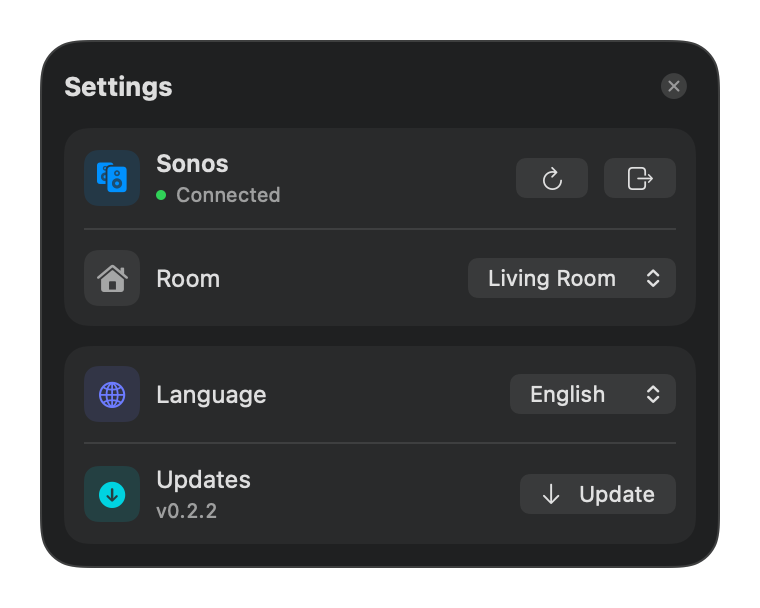 Settings
Sonos
Connected
Room
Living Room
Language
English
Updates
v0.2.2
Update